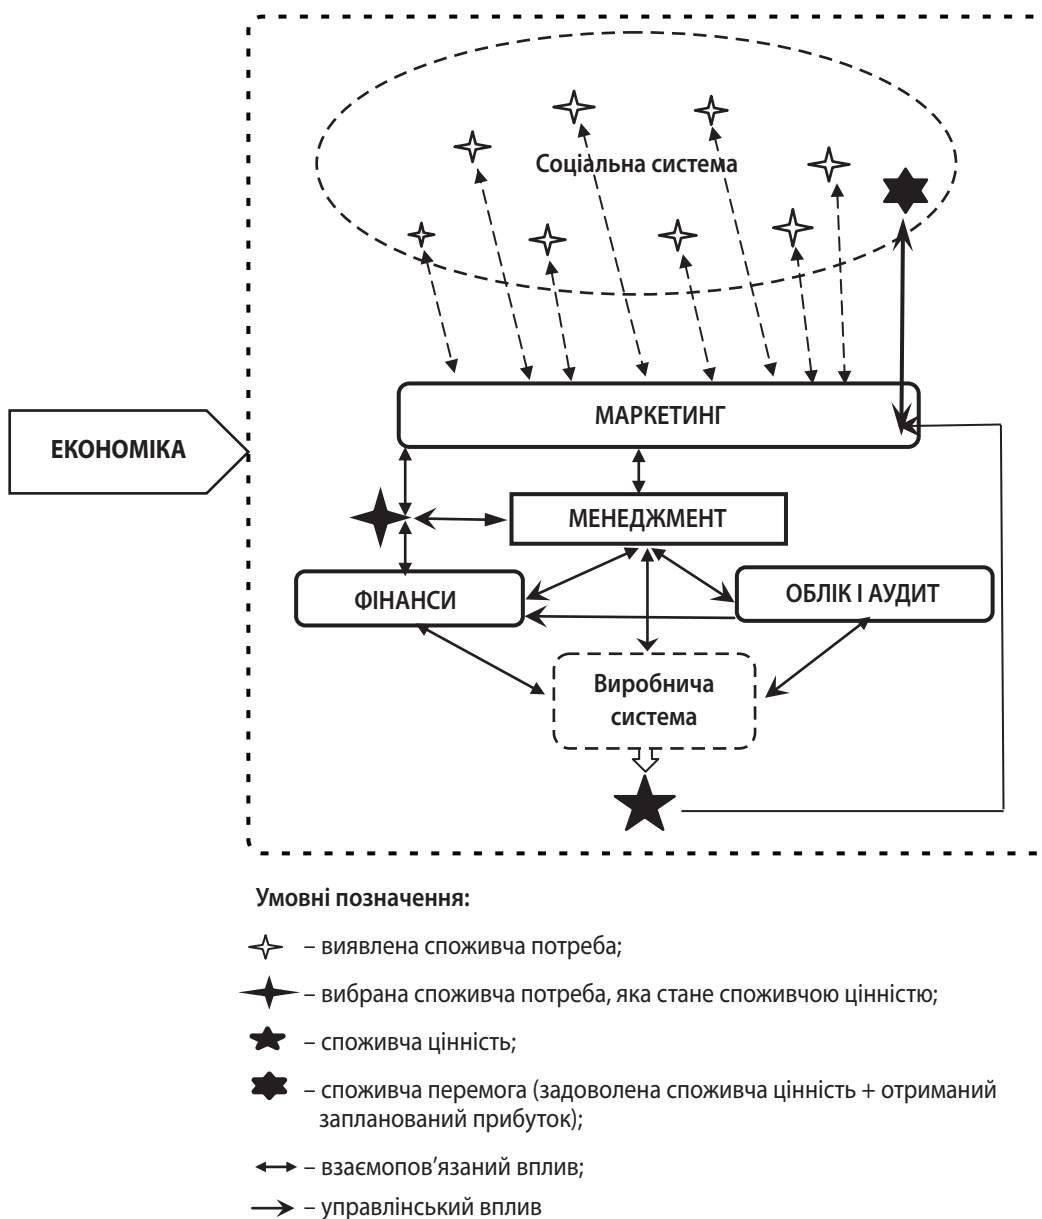 Соціальна система
МАРКЕТИНГ
ЕКОНОМІКА
МЕНЕДЖМЕНТ
ФІНАНСИ
ОБЛІК І АУДИТ
Виробнича
система
Умовні позначення:
– виявлена споживча потреба;
– вибрана споживча потреба, яка стане споживчою цінністю;
– споживча цінність;
– споживча перемога (задоволена споживча цінність + отриманий
запланований прибуток);
– взаємопов’язаний вплив;
– управлінський вплив